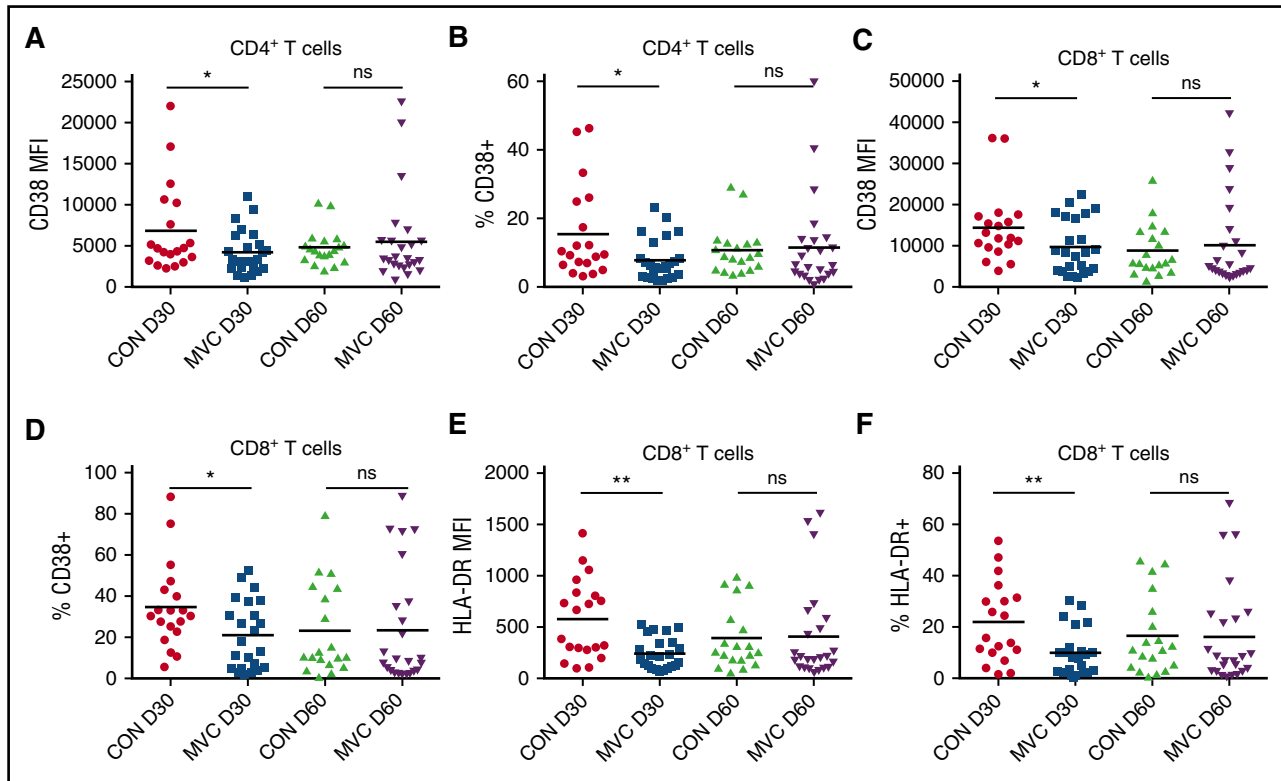 A
CD4+ T cells
CD38 MFI
25000
20000
15000
10000
5000
0
*
ns
CON D30
MVC D30
CON D60
MVC D60
B
CD4+ T cells
% CD38+
60
40
20
0
*
ns
CON D30
MVC D30
CON D60
MVC D60
C
CD8+ T cells
CD38 MFI
50000
40000
30000
20000
10000
0
*
ns
CON D30
MVC D30
CON D60
MVC D60
D
CD8+ T cells
% CD38+
100
80
60
40
20
0
*
ns
CON D30
MVC D30
CON D60
MVC D60
E
CD8+ T cells
HLA-DR MFI
2000
1500
1000
500
0
**
ns
CON D30
MVC D30
CON D60
MVC D60
F
CD8+ T cells
% HLA-DR+
80
60
40
20
0
**
ns
CON D30
MVC D30
CON D60
MVC D60